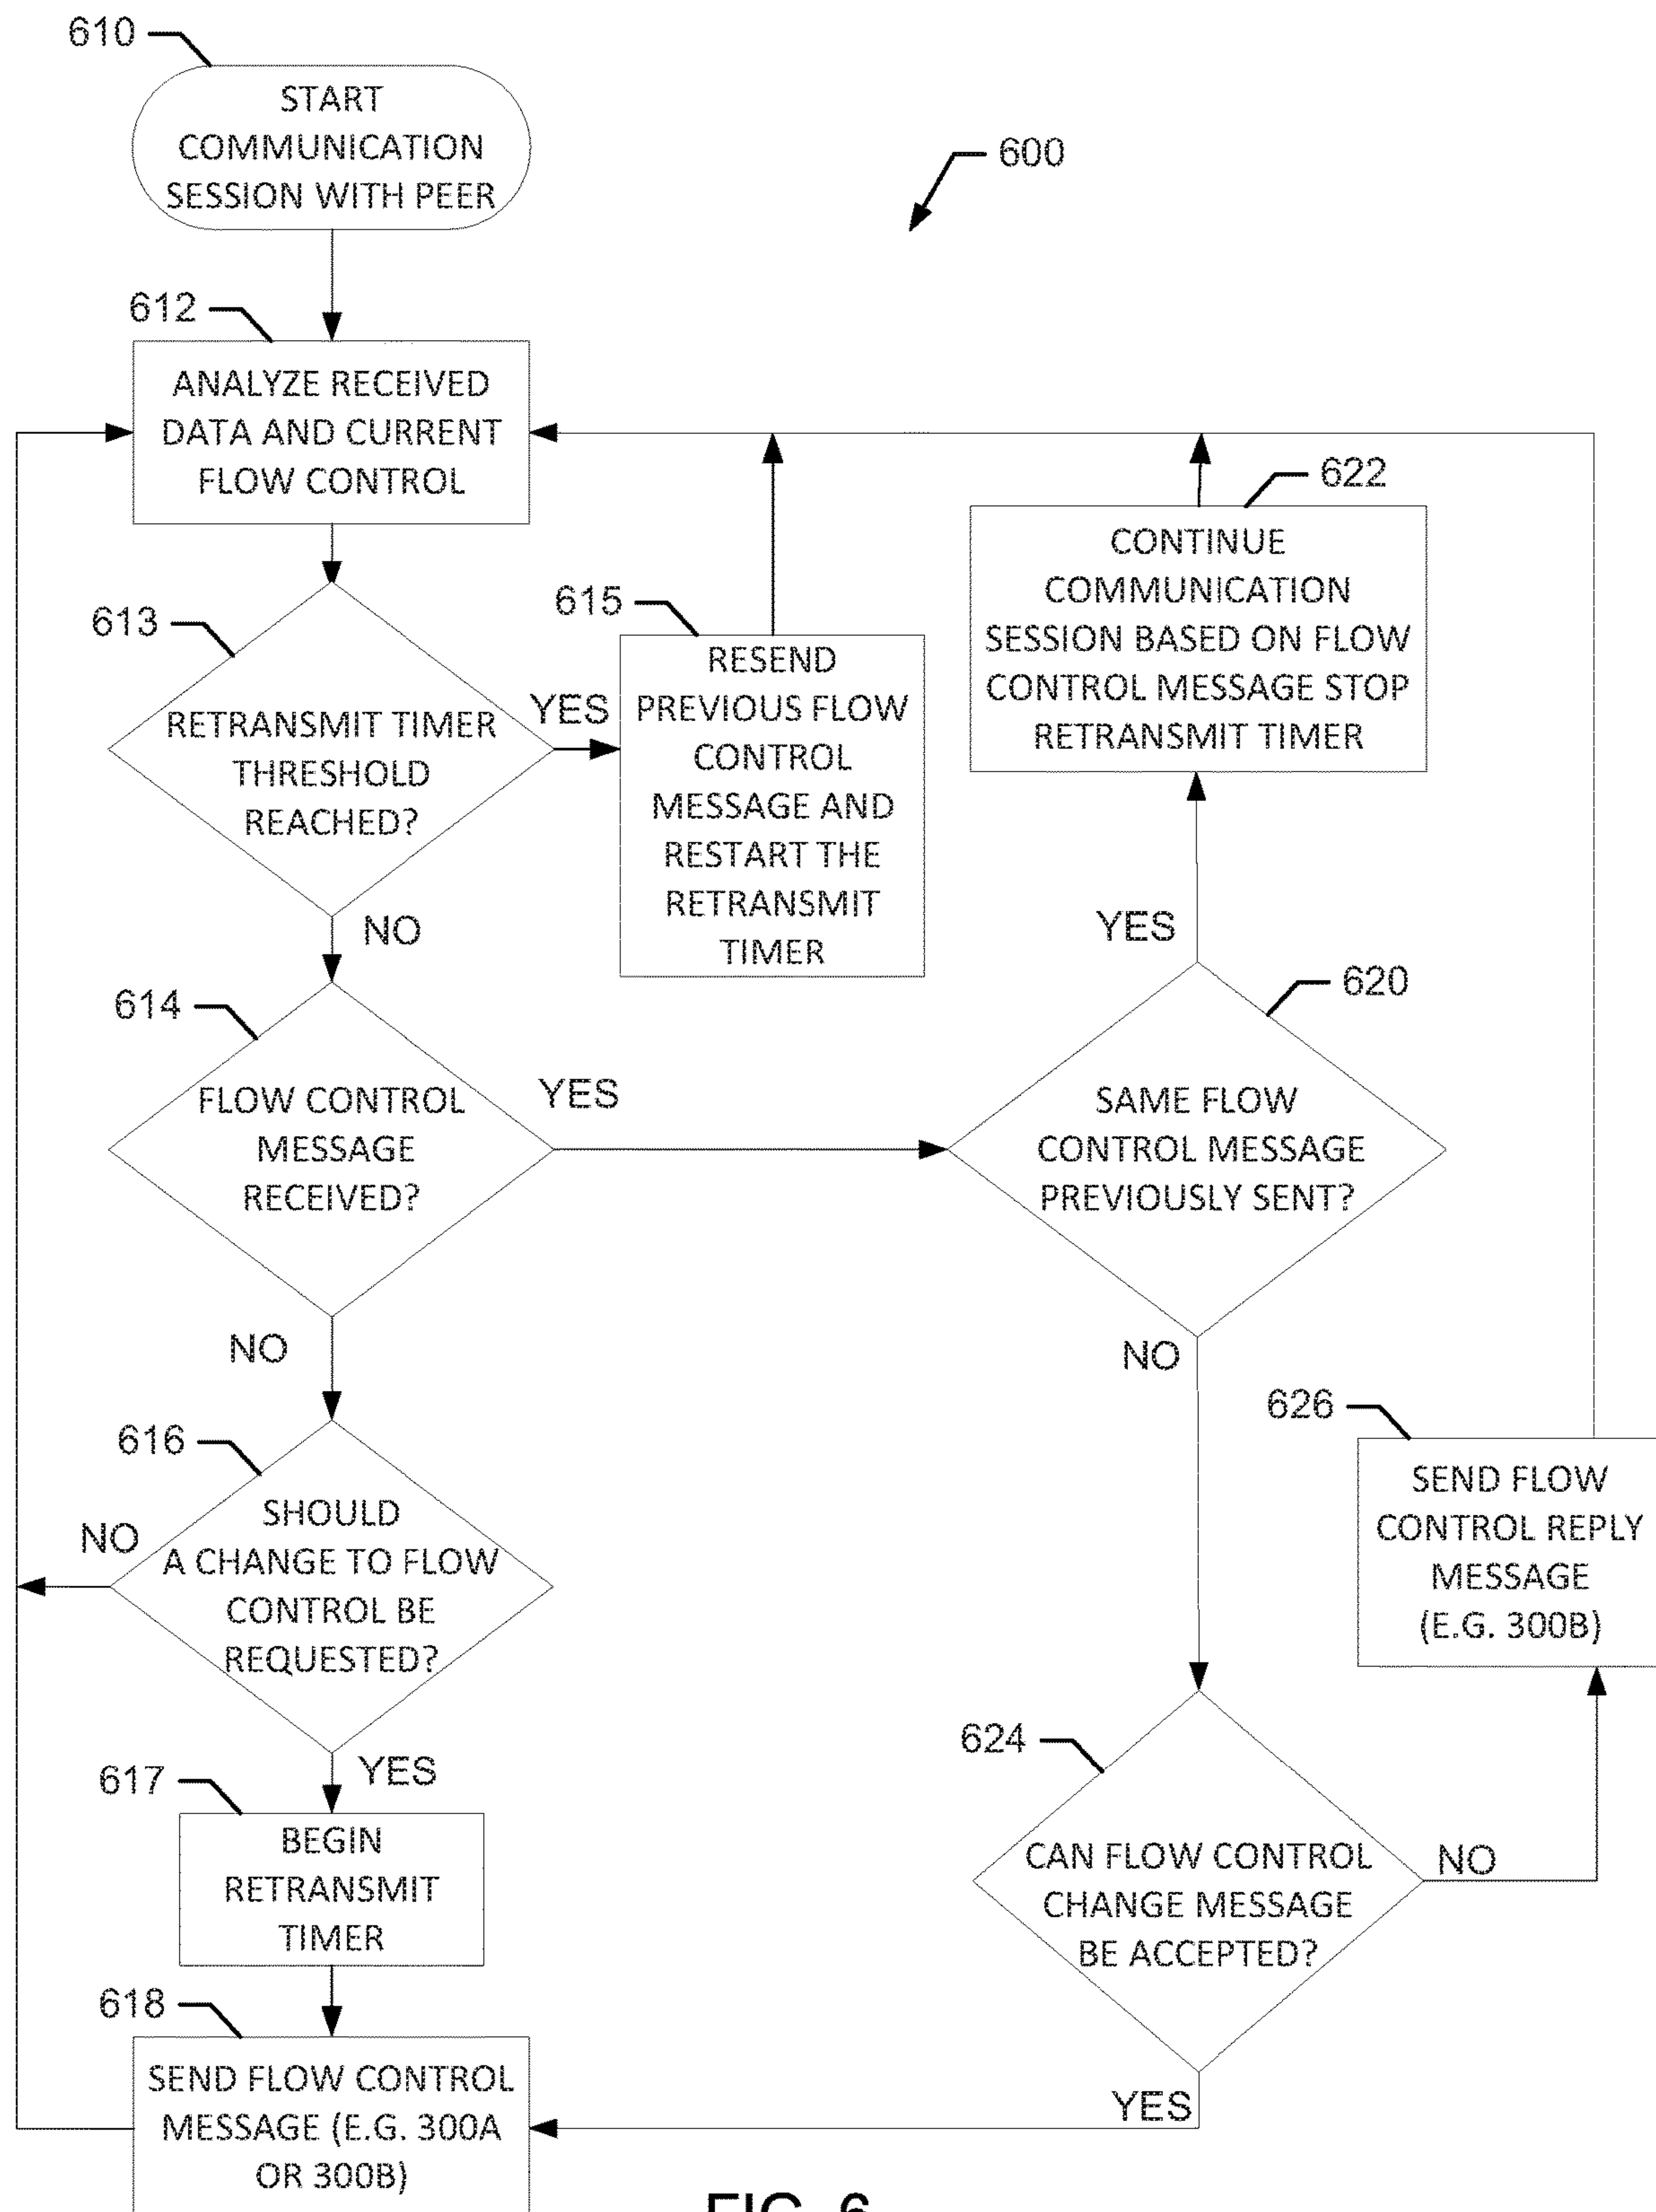 610
START
COMMUNICATION
SESSION WITH PEER
600
612
ANALYZE RECEIVED
DATA AND CURRENT
FLOW CONTROL
613
RETRANSMIT TIMER
THRESHOLD
REACHED?
YES
NO
615
RESEND
PREVIOUS FLOW
CONTROL
MESSAGE AND
RESTART THE
RETRANSMIT
TIMER
622
CONTINUE
COMMUNICATION
SESSION BASED ON FLOW
CONTROL MESSAGE STOP
RETRANSMIT TIMER
YES
614
FLOW CONTROL
MESSAGE
RECEIVED?
YES
NO
620
SAME FLOW
CONTROL MESSAGE
PREVIOUSLY SENT?
NO
616
SHOULD
A CHANGE TO FLOW
CONTROL BE
REQUESTED?
NO
YES
626
SEND FLOW
CONTROL REPLY
MESSAGE
(E.G. 300B)
617
BEGIN
RETRANSMIT
TIMER
624
CAN FLOW CONTROL
CHANGE MESSAGE
BE ACCEPTED?
NO
YES
618
SEND FLOW CONTROL
MESSAGE (E.G. 300A
OR 300B)
FIG. 6